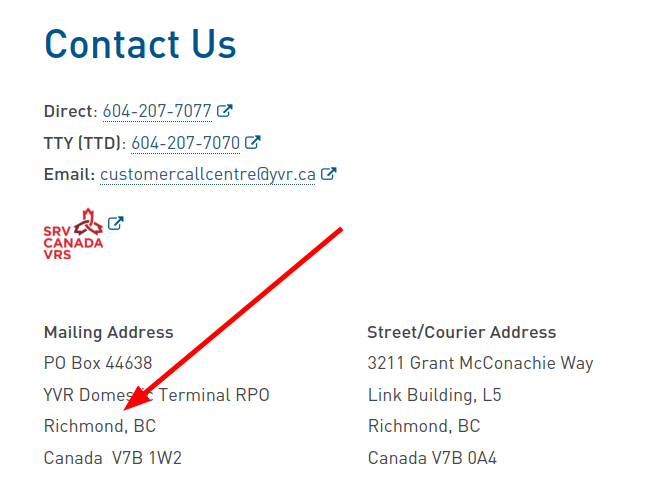 Contact Us
Direct: 604-207-7077
TTY (TTD): 604-207-7070
Email: customercallcentre@yvr.ca
SRV
CANADA
VRS
Mailing Address
PO Box 44638
YVR Domestic Terminal RPO
Richmond, BC
Canada V7B 1W2
Street/Courier Address
3211 Grant McConachie Way
Link Building, L5
Richmond, BC
Canada V7B 0A4